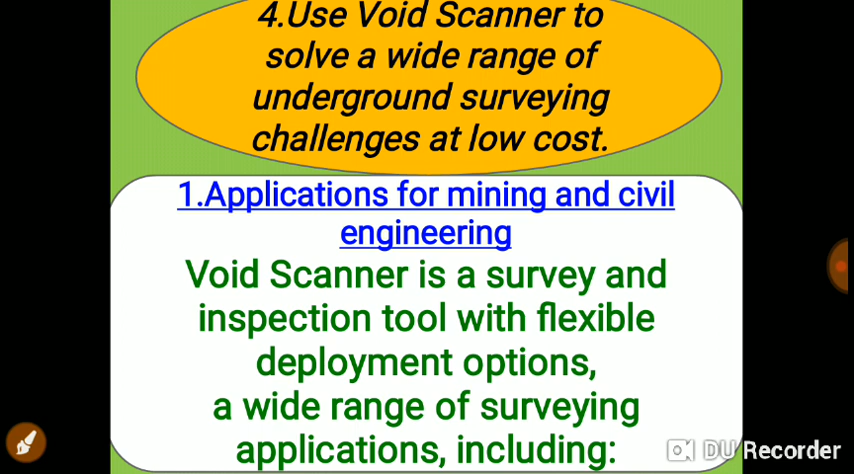 4.Use Void Scanner to
solve a wide range of
underground surveying
challenges at low cost.
1.Applications for mining and civil
engineering
Void Scanner is a survey and
inspection tool with flexible
deployment options,
a wide range of surveying
applications, including:
DU Recorder